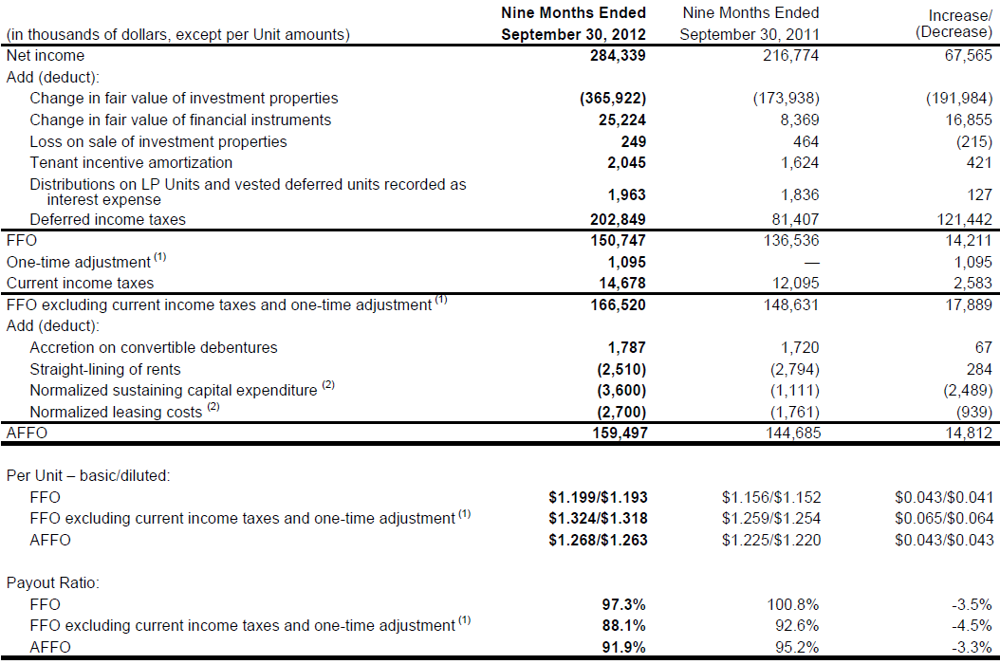 Nine Months Ended Nine Months Ended Increase/
(in thousands of dollars, except per Unit amounts) September 30, 2012 September 30, 2011 (Decrease)
Net income 284,339 216,774 67,565
Add (deduct):
Change in fair value of investment properties (365,922) (173,938) (191,984)
Change in fair value of financial instruments 25,224 8,369 16,855
Loss on sale of investment properties 249 464 (215)
Tenant incentive amortization 2,045 1,624 421
Distributions on LP Units and vested deferred units recorded as
interest expense 1,963 1,836 127
Deferred income taxes 202,849 81,407 121,442
FFO 150,747 136,536 14,211
One-time adjustment (1) 1,095 — 1,095
Current income taxes 14,678 12,095 2,583
FFO excluding current income taxes and one-time adjustment (1) 166,520 148,631 17,889
Add (deduct):
Accretion on convertible debentures 1,787 1,720 67
Straight-lining of rents (2,510) (2,794) 284
Normalized sustaining capital expenditure (2) (3,600) (1,111) (2,489)
Normalized leasing costs (2) (2,700) (1,761) (939)
AFFO 159,497 144,685 14,812
Per Unit – basic/diluted:
FFO $1.199/$1.193 $1.156/$1.152 $0.043/$0.041
FFO excluding current income taxes and one-time adjustment (1) $1.324/$1.318 $1.259/$1.254 $0.065/$0.064
AFFO $1.268/$1.263 $1.225/$1.220 $0.043/$0.043
Payout Ratio:
FFO 97.3% 100.8% -3.5%
FFO excluding current income taxes and one-time adjustment (1) 88.1% 92.6% -4.5%
AFFO 91.9% 95.2% -3.3%